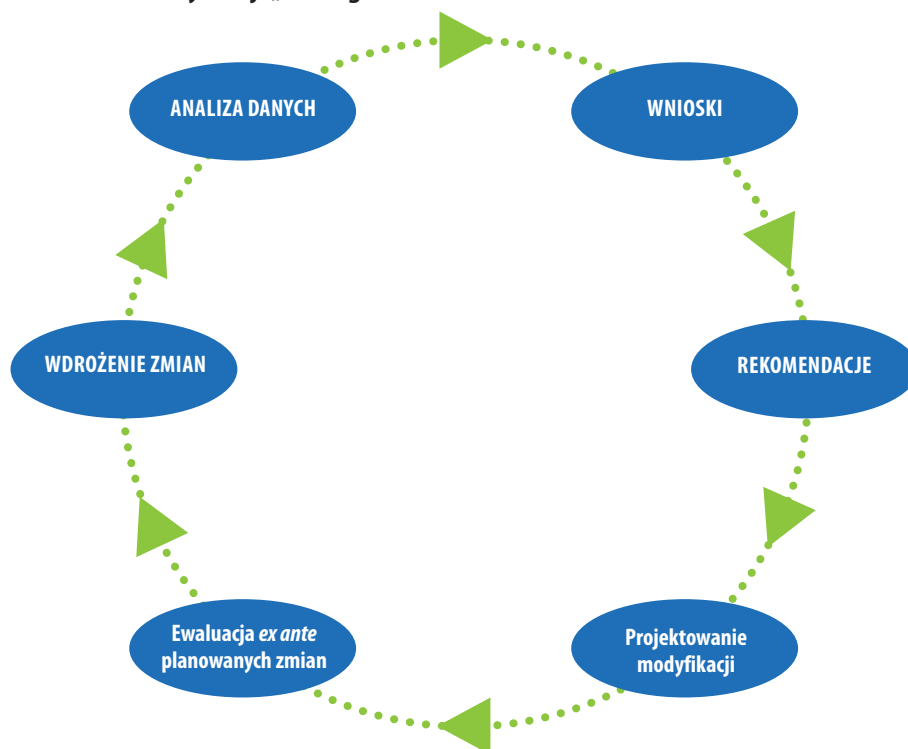 ANALIZA DANYCH
WNIOSKI
REKOMENDACJE
Projektowanie
modyfikacji
Ewaluacja ex ante
planowanych zmian
WDROŻENIE ZMIAN